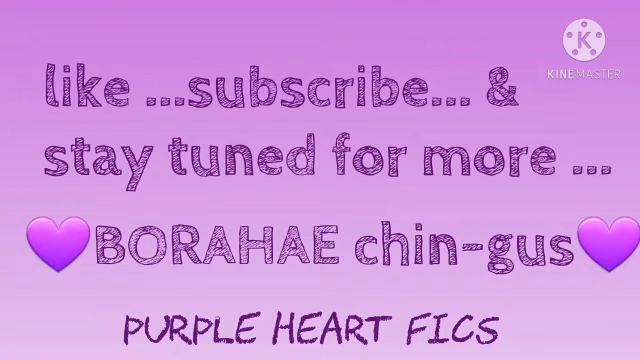 like ...subscribe... &
KINEMASTER
stay tuned for more ...
💜BORAHAE chin-gus💜
PURPLE HEART FICS